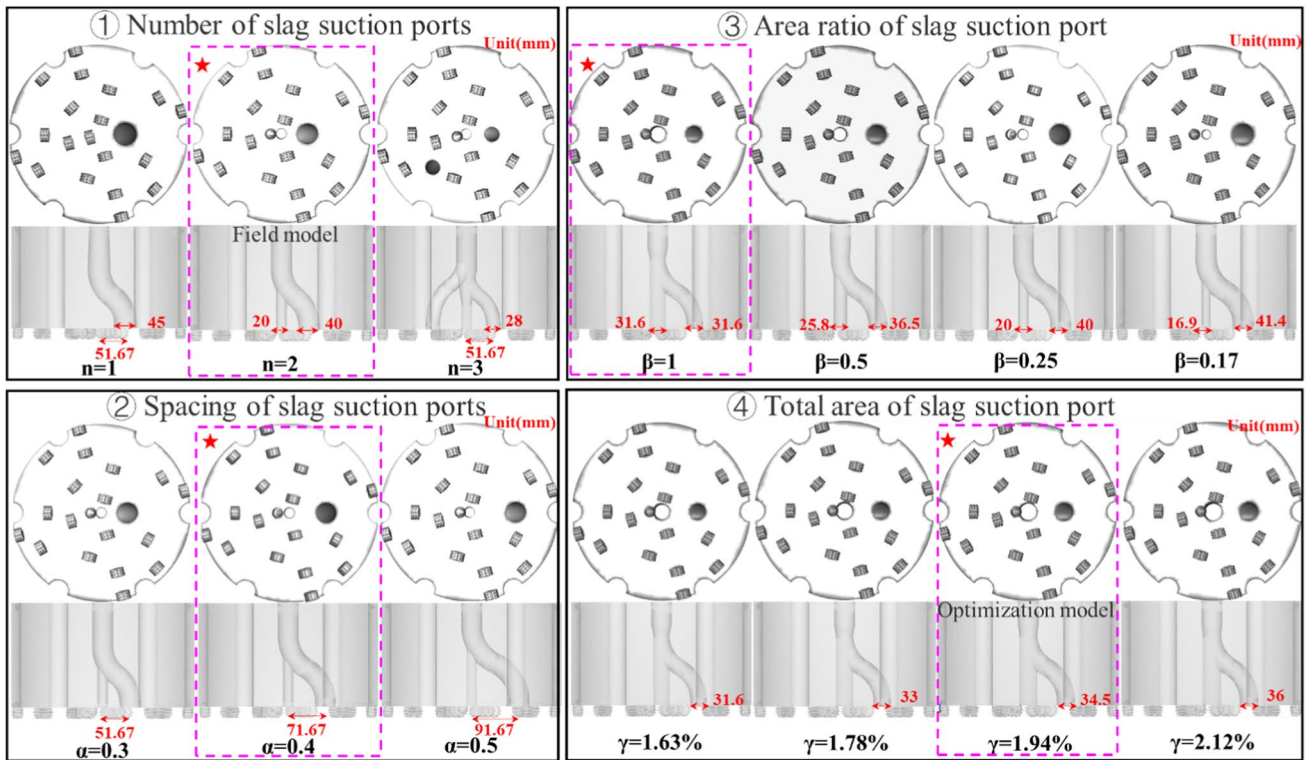 ① Number of slag suction ports
Unit(mm)
Field model
45
51.67
20
40
28
51.67
n=1
n=2
n=3
③ Area ratio of slag suction port
Unit(mm)
31.6
31.6
25.8
36.5
20
40
16.9
41.4
β=1
β=0.5
β=0.25
β=0.17
② Spacing of slag suction ports
Unit(mm)
51.67
71.67
91.67
α=0.3
α=0.4
α=0.5
④ Total area of slag suction port
Unit(mm)
Optimization model
31.6
33
34.5
36
γ=1.63%
γ=1.78%
γ=1.94%
γ=2.12%